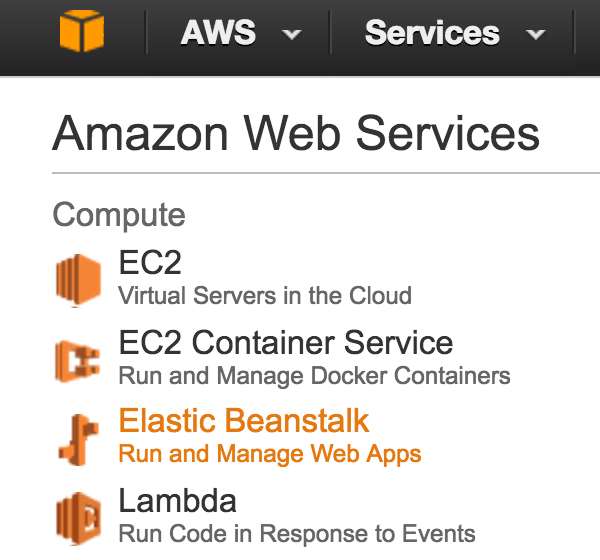 AWS Services
Amazon Web Services
Compute
EC2
Virtual Servers in the Cloud
EC2 Container Service
Run and Manage Docker Containers
Elastic Beanstalk
Run and Manage Web Apps
Lambda
Run Code in Response to Events